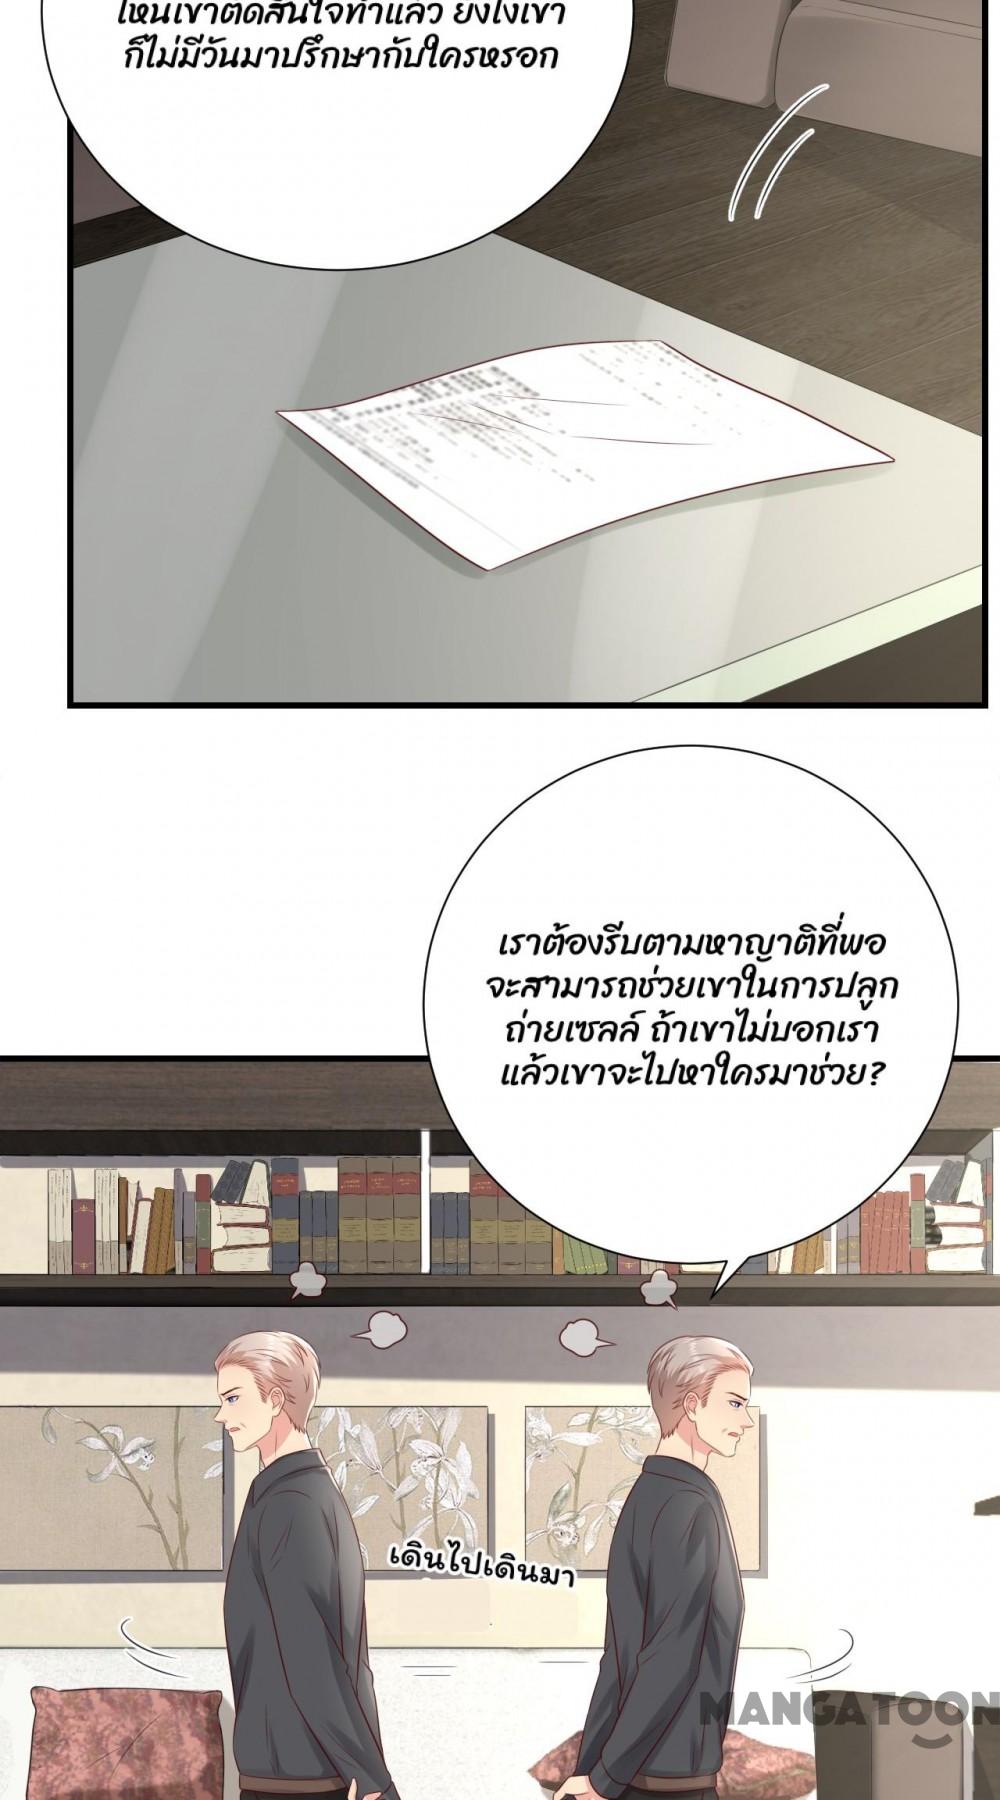 ไหนเขาตัดสินใจทำแล้ว ยังไงเขา
ก็ไม่มีวันมาปรึกษากับใครหรอก
เราต้องรีบตามหาญาติที่พอ
จะสามารถช่วยเขาในการปลูก
ถ่ายเซลล์ ถ้าเขาไม่บอกเรา
แล้วเขาจะไปหาใครมาช่วย?
เดินไปเดินมา
MANGATOON